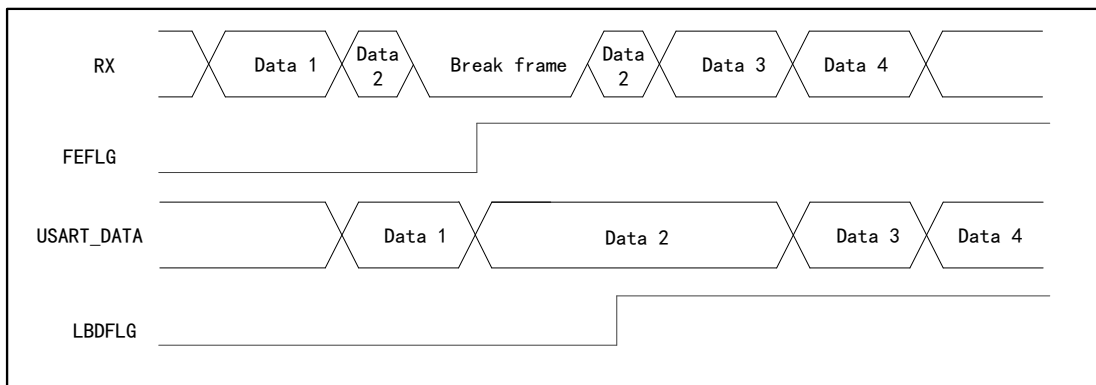 RX Data 1 Data 2 Break frame Data 2 Data 3 Data 4
FEFLG
USART_DATA Data 1 Data 2 Data 3 Data 4
LBDFLG